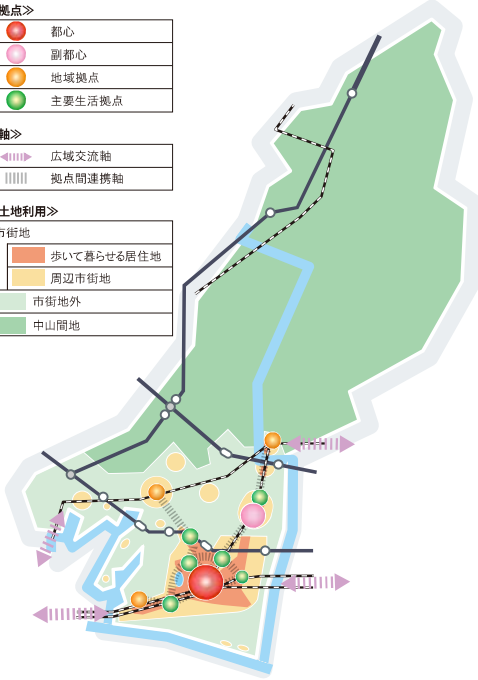 拠点≫
都心
副都心
地域拠点
主要生活拠点
軸≫
広域交流軸
拠点間連携軸
土地利用≫
市街地
歩いて暮らせる居住地
周辺市街地
市街地外
中山間地